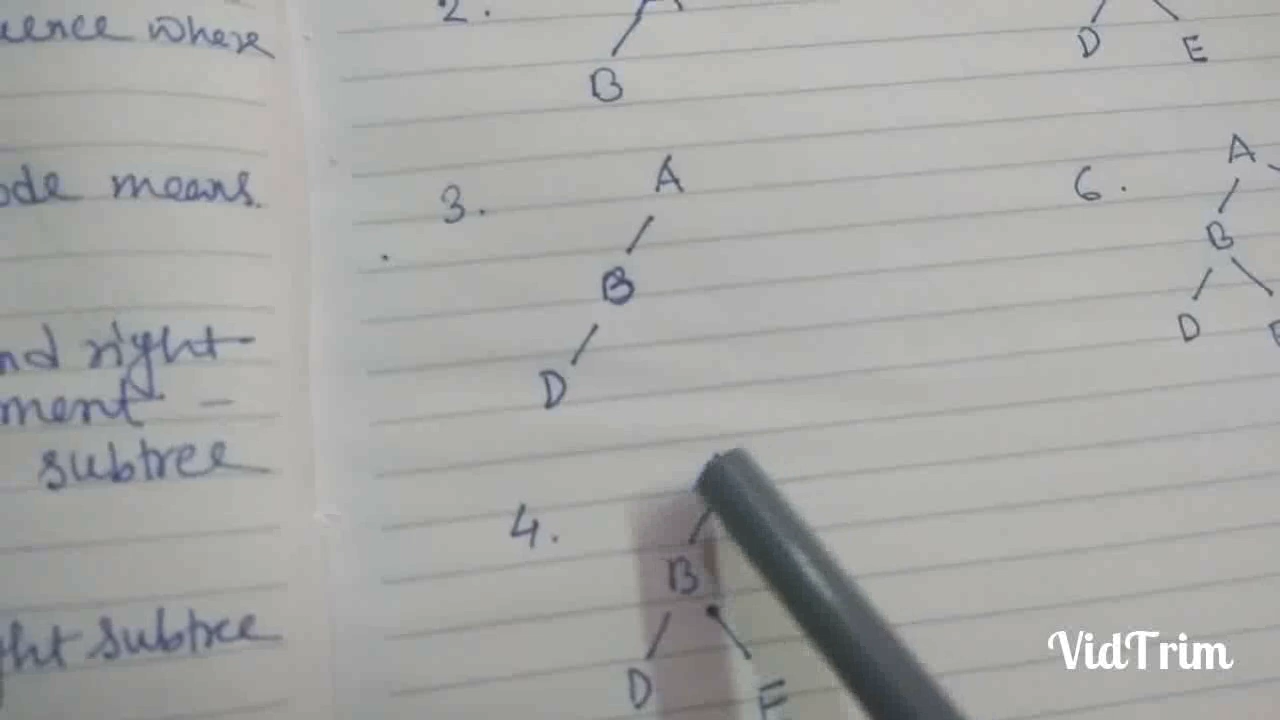 uence where
ode means.
nd right
ment -
subtree
ght subtree
2.
B
3.
A
B
D
4.
B
D
E
D E
6.
A
B
D
VidTrim